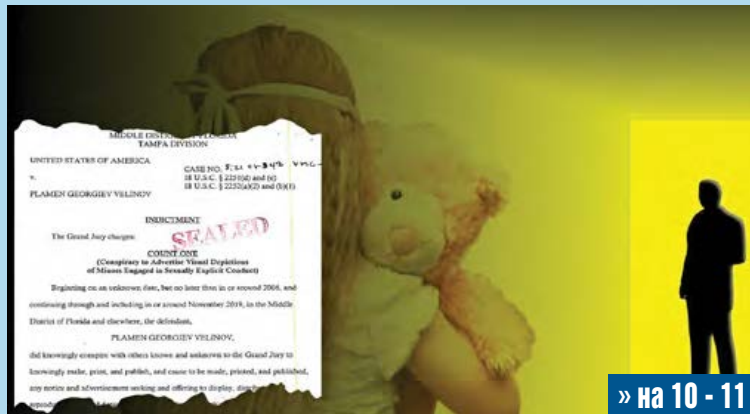 MIDDLE DISTRICT OF FLORIDA
TAMPA DIVISION
UNITED STATES OF AMERICA
v.
CASE NO.
18 U.S.C. § 2251(d) and (e)
18 U.S.C. § 2252(a)(2) and (b)(1)
PLAMEN GEORGIEV VELINOV
INDICTMENT
The Grand Jury charges:
SEALED
COUNT ONE
(Conspiracy to Advertise Visual Depictions
of Minors Engaged in Sexually Explicit Conduct)
Beginning on an unknown date, but no later than in or around 2006, and
continuing through and including in or around November 2019, in the Middle
District of Florida and elsewhere, the defendant,
PLAMEN GEORGIEV VELINOV,
did knowingly conspire with others known and unknown to the Grand Jury to
knowingly make, print, and publish, and cause to be made, printed, and published,
any notice and advertisement seeking and offering to display,
» на 10 - 11